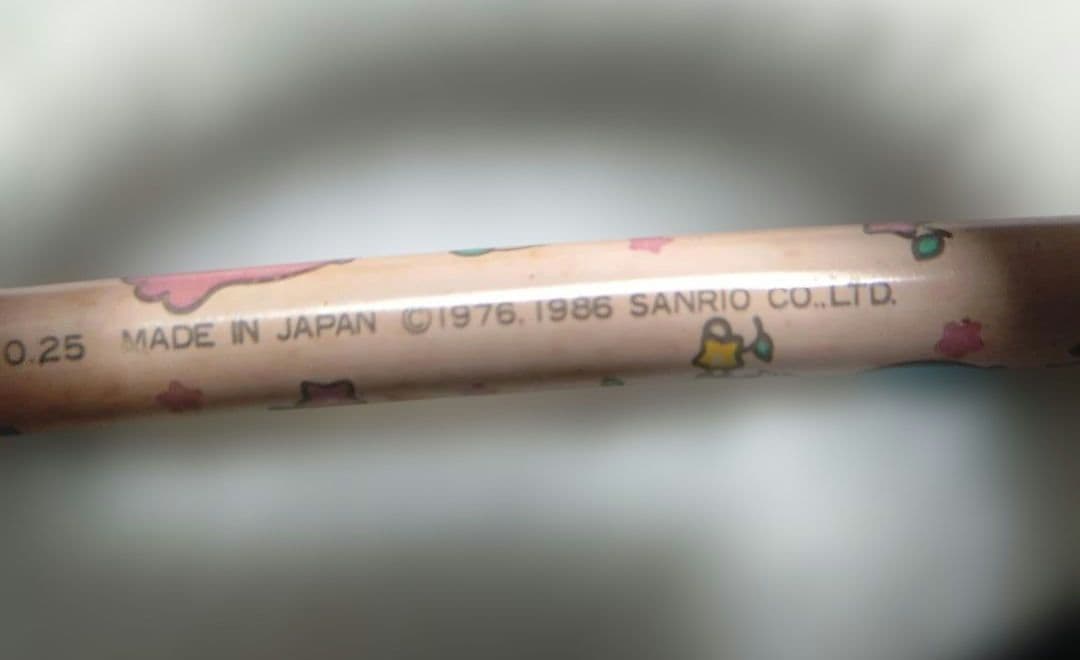 0.25 MADE IN JAPAN ©1976, 1986 SANRIO CO.,LTD.